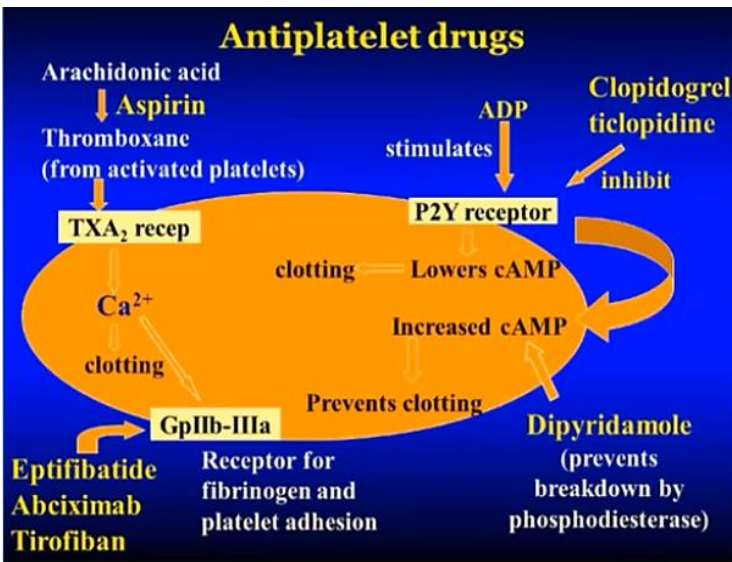 Antiplatelet drugs
Arachidonic acid
Aspirin
Thromboxane
(from activated platelets)
TXA₂ recep
Ca²⁺
clotting
GpIIb-IIIa
Eptifibatide
Abciximab
Tirofiban
Receptor for
fibrinogen and
platelet adhesion
ADP
stimulates
Clopidogrel
ticlopidine
inhibit
P2Y receptor
clotting
Lowers cAMP
Increased cAMP
Prevents clotting
Dipyridamole
(prevents
breakdown by
phosphodiesterase)